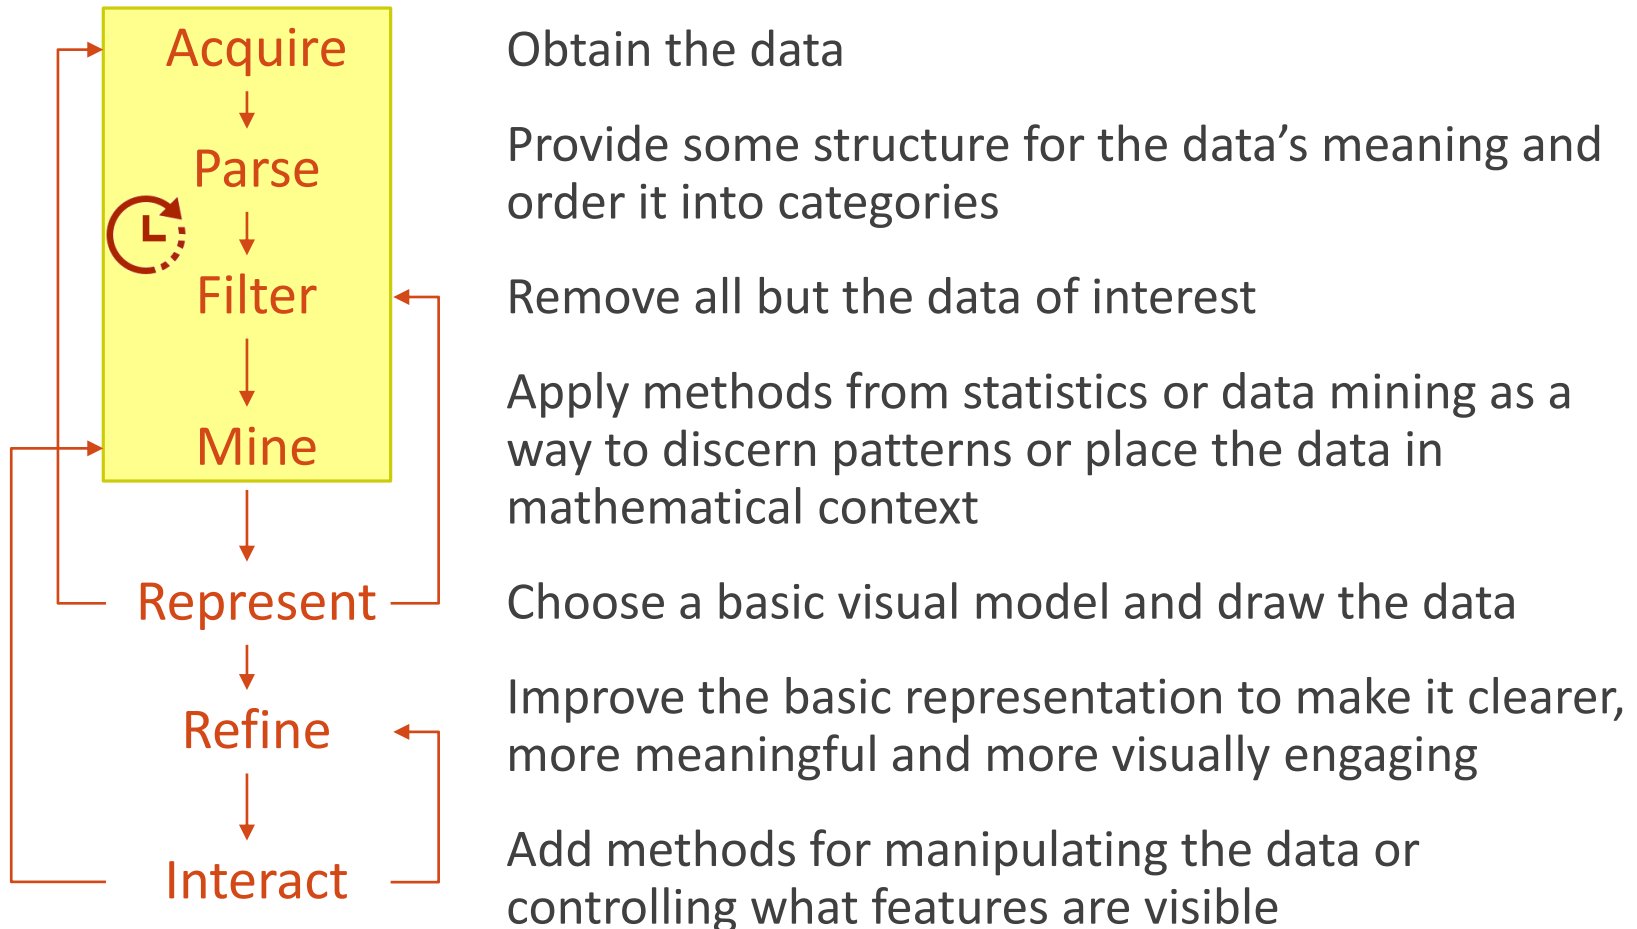 Acquire
Obtain the data
Parse
Provide some structure for the data’s meaning and
order it into categories
Filter
Remove all but the data of interest
Mine
Apply methods from statistics or data mining as a
way to discern patterns or place the data in
mathematical context
Represent
Choose a basic visual model and draw the data
Refine
Improve the basic representation to make it clearer,
more meaningful and more visually engaging
Interact
Add methods for manipulating the data or
controlling what features are visible